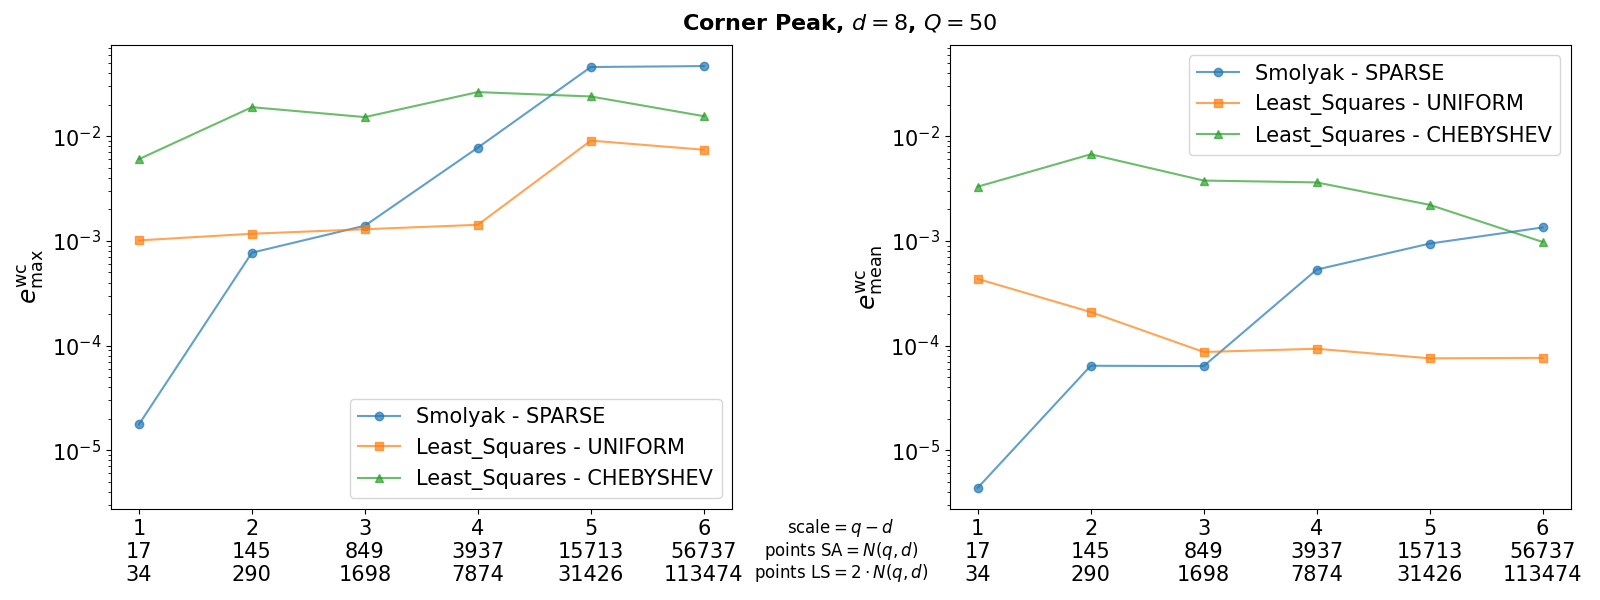 Corner Peak, d = 8, Q = 50
e^wc_max
10^-2
10^-3
10^-4
10^-5
Smolyak - SPARSE
Least_Squares - UNIFORM
Least_Squares - CHEBYSHEV
1 2 3 4 5 6
17 145 849 3937 15713 56737
34 290 1698 7874 31426 113474
scale = q − d
points SA = N(q, d)
points LS = 2 · N(q, d)
e^wc_mean
10^-2
10^-3
10^-4
10^-5
Smolyak - SPARSE
Least_Squares - UNIFORM
Least_Squares - CHEBYSHEV
1 2 3 4 5 6
17 145 849 3937 15713 56737
34 290 1698 7874 31426 113474